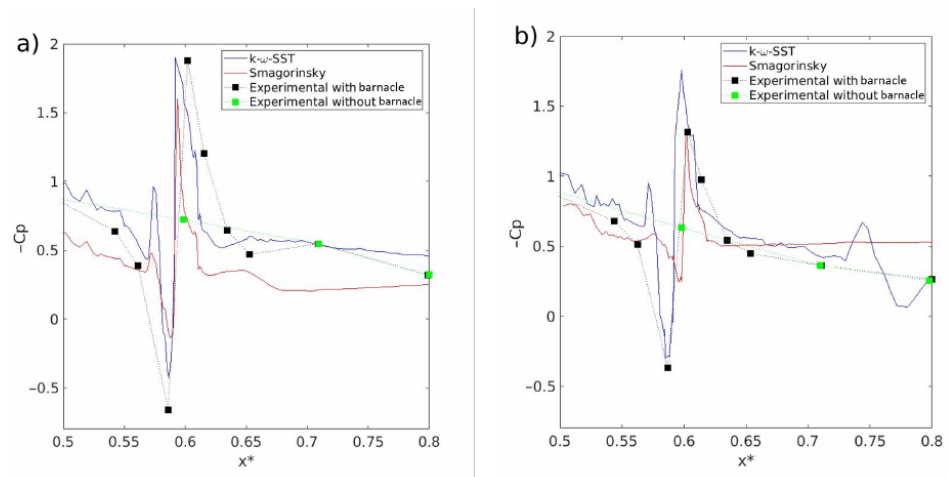 a)
2
1.5
1
0.5
0
−0.5
−Cp
0.5 0.55 0.6 0.65 0.7 0.75 0.8
x*
k-ω-SST
Smagorinsky
Experimental with barnacle
Experimental without barnacle
b)
2
1.5
1
0.5
0
−0.5
−Cp
0.5 0.55 0.6 0.65 0.7 0.75 0.8
x*
k-ω-SST
Smagorinsky
Experimental with barnacle
Experimental without barnacle